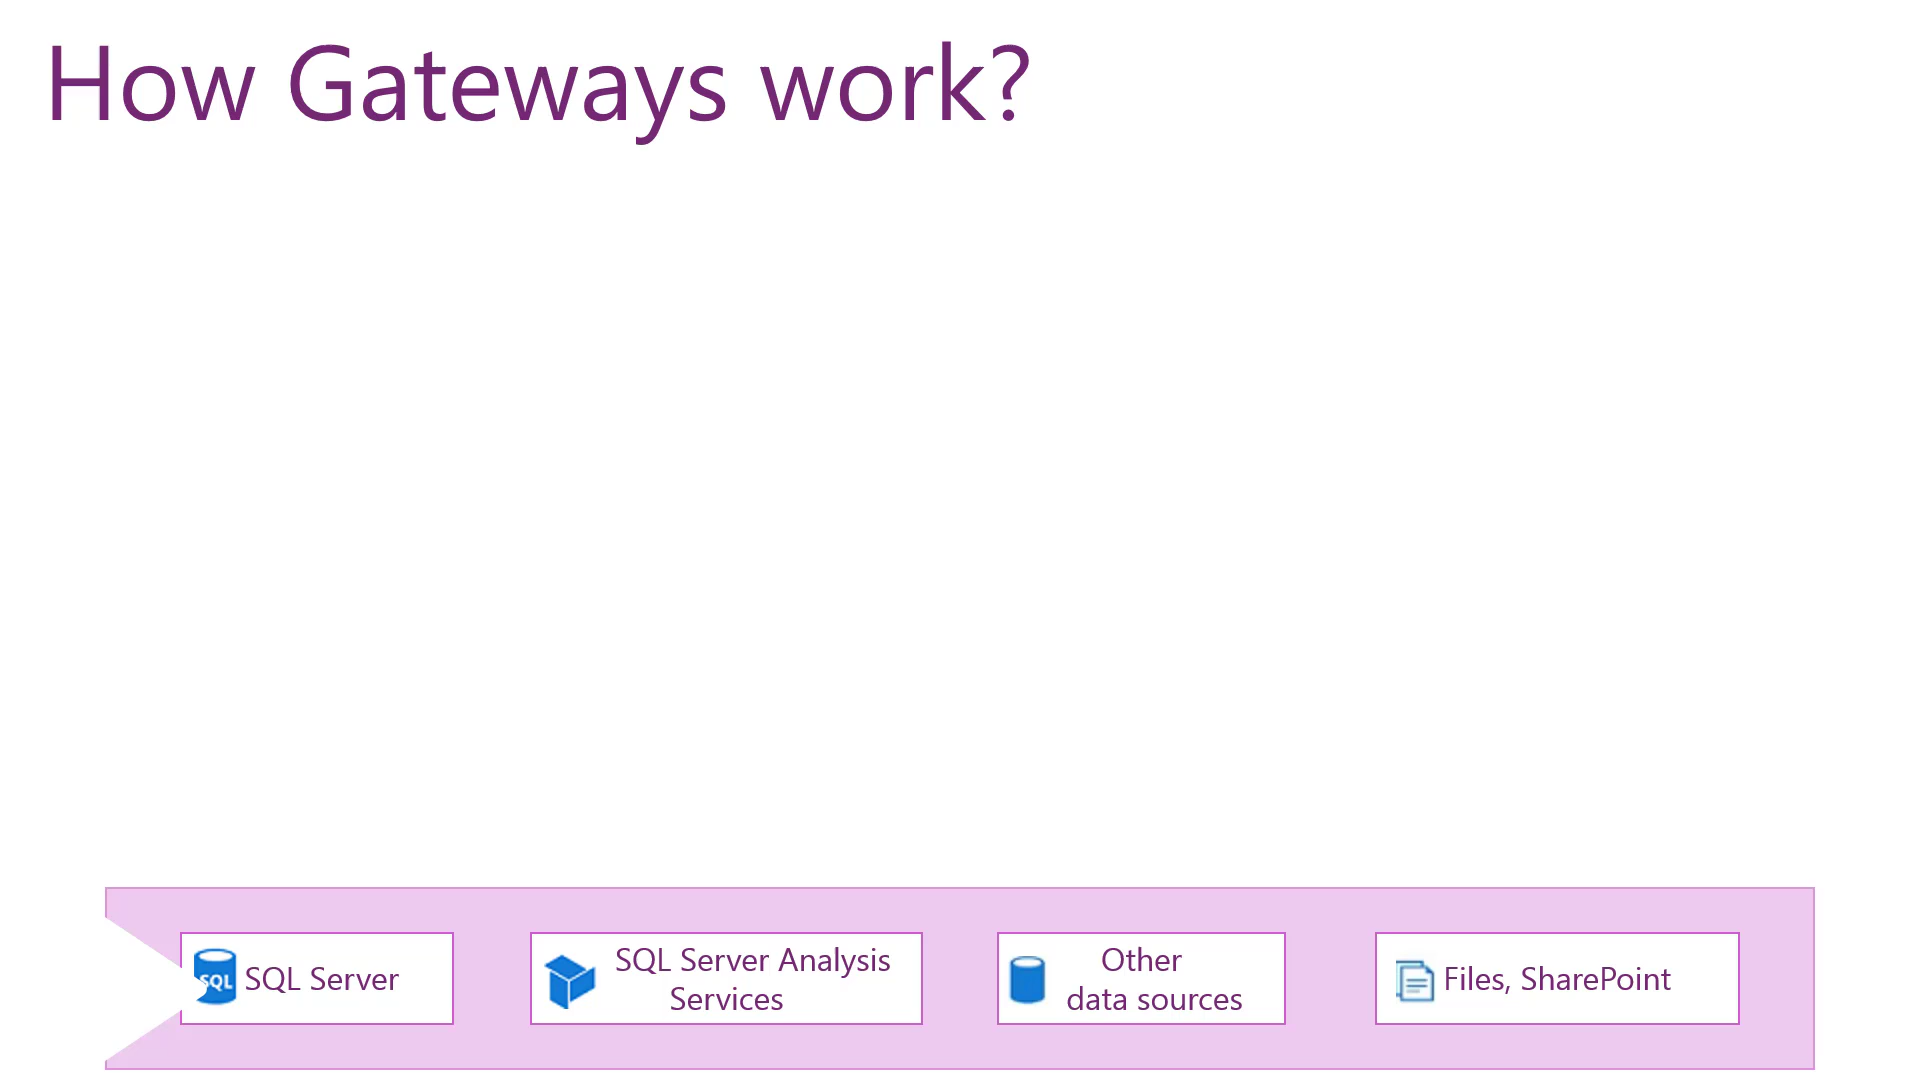 How Gateways work?
SQL
SQL Server
SQL Server Analysis
Services
Other
data sources
Files, SharePoint